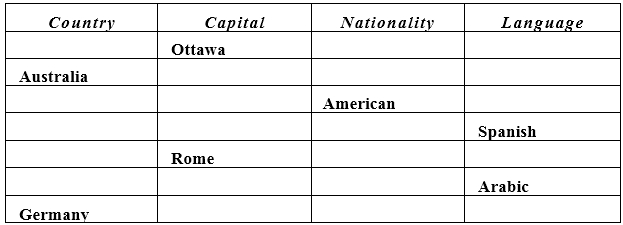 Country Capital Nationality Language
Ottawa
Australia
American
Spanish
Rome
Arabic
Germany